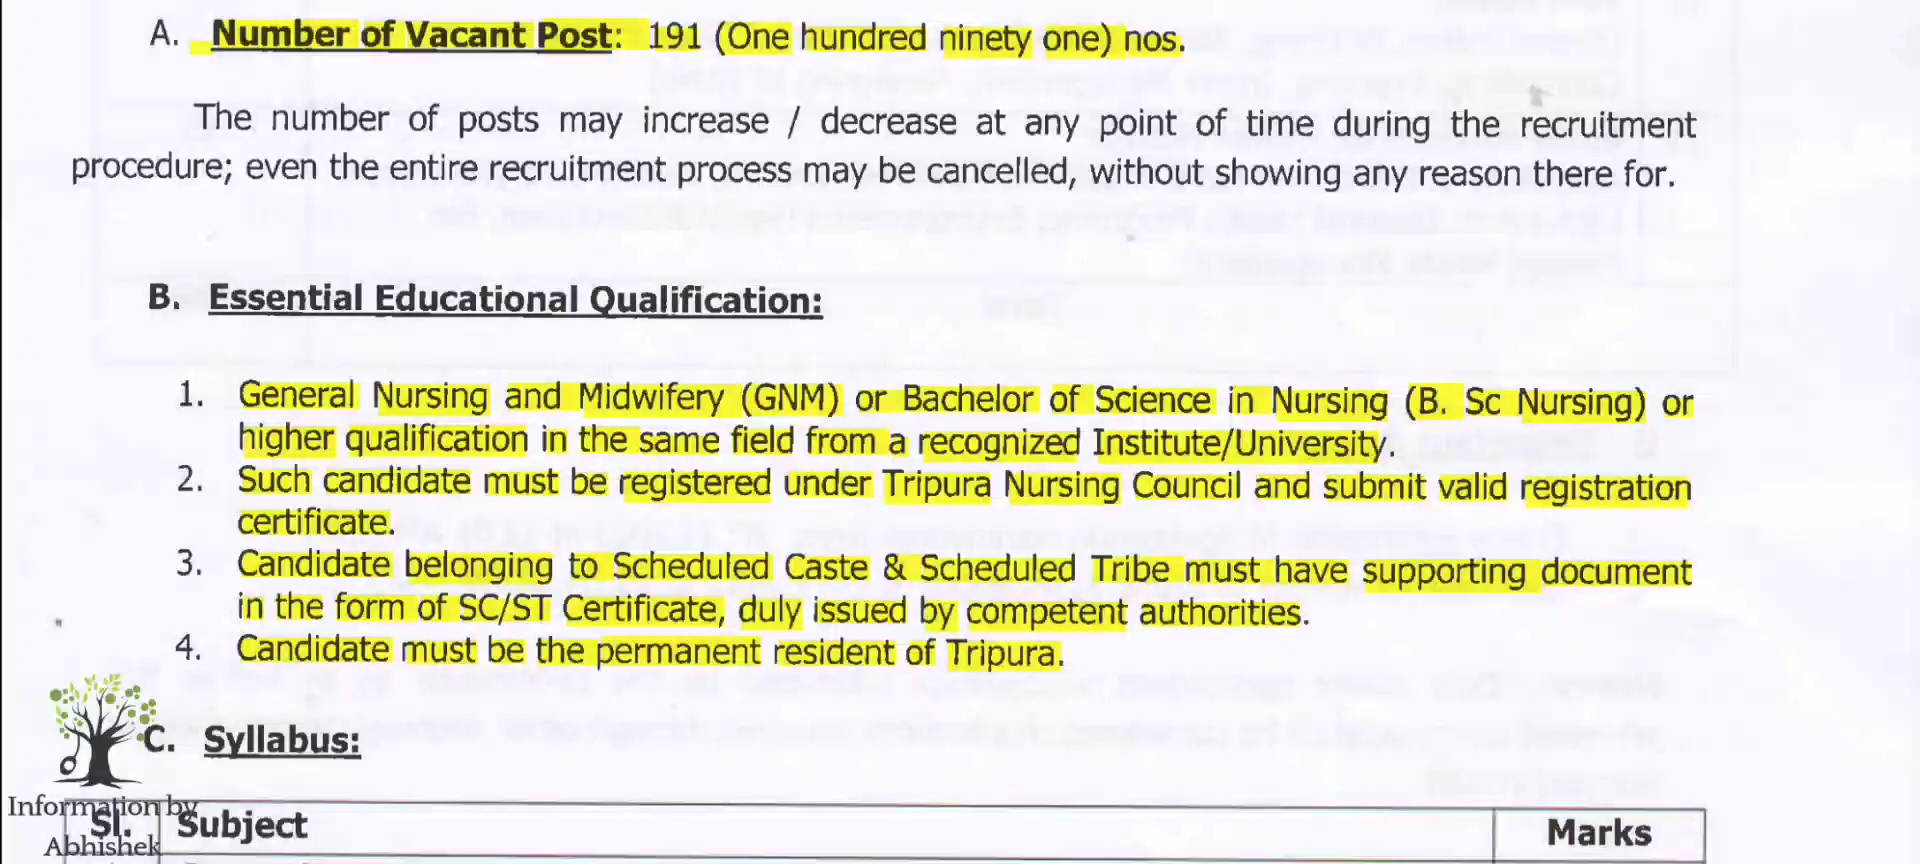 A. Number of Vacant Post: 191 (One hundred ninety one) nos.
The number of posts may increase / decrease at any point of time during the recruitment
procedure; even the entire recruitment process may be cancelled, without showing any reason there for.
B. Essential Educational Qualification:
1. General Nursing and Midwifery (GNM) or Bachelor of Science in Nursing (B. Sc Nursing) or
higher qualification in the same field from a recognized Institute/University.
2. Such candidate must be registered under Tripura Nursing Council and submit valid registration
certificate.
3. Candidate belonging to Scheduled Caste & Scheduled Tribe must have supporting document
in the form of SC/ST Certificate, duly issued by competent authorities.
4. Candidate must be the permanent resident of Tripura.
C. Syllabus:
Information by
Abhishek
Sl. Subject Marks